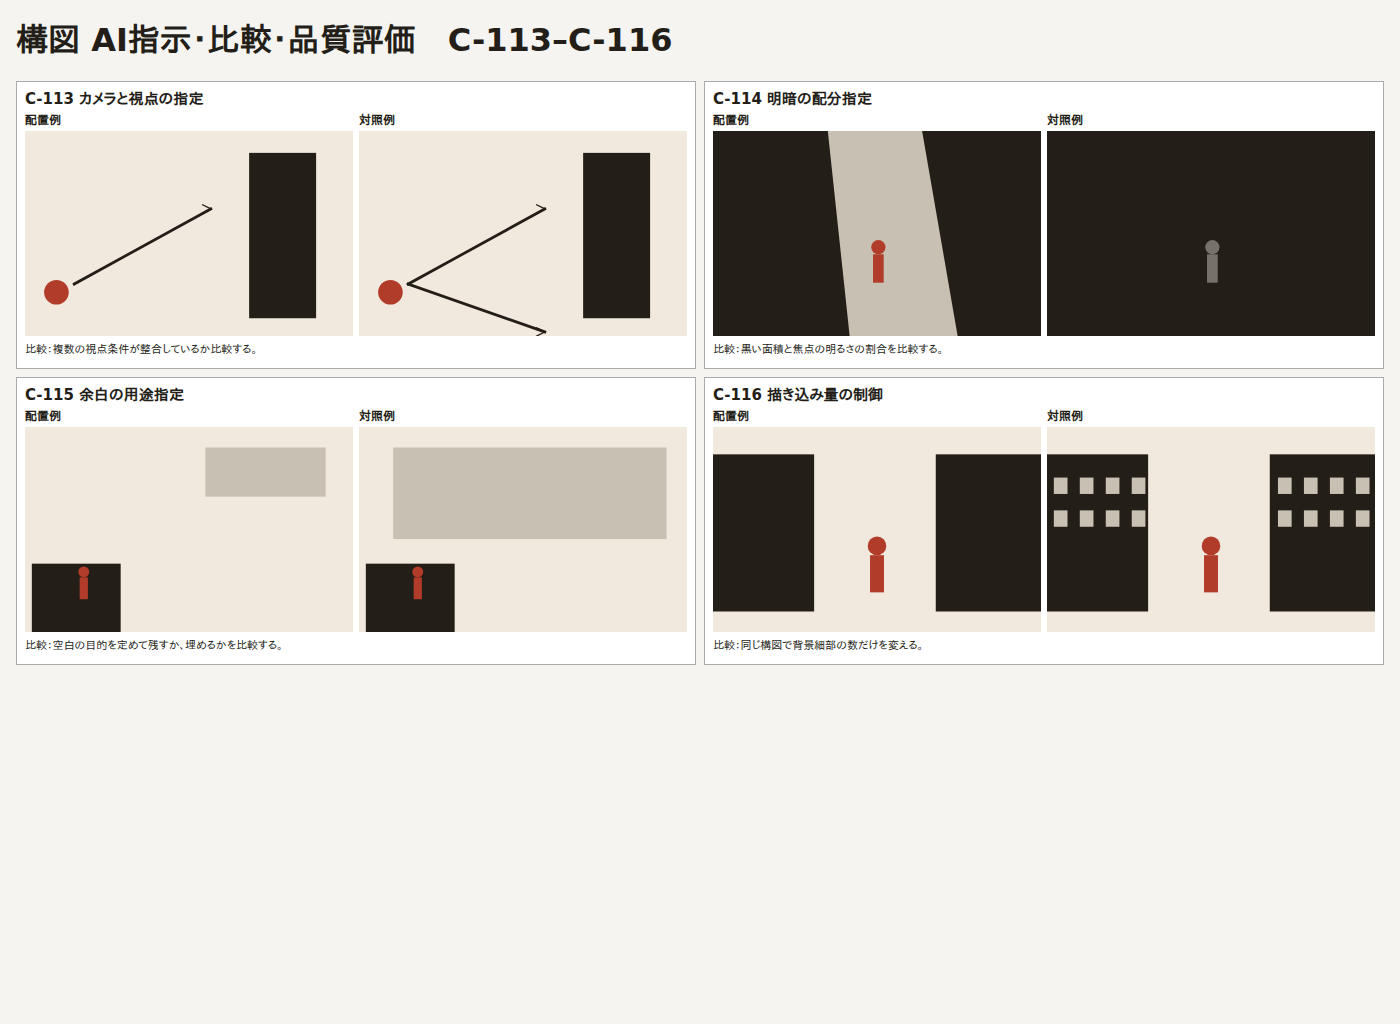 構図 AI指示・比較・品質評価　C-113–C-116
C-113 カメラと視点の指定
配置例
対照例
比較：複数の視点条件が整合しているか比較する。
C-114 明暗の配分指定
配置例
対照例
比較：黒い面積と焦点の明るさの割合を比較する。
C-115 余白の用途指定
配置例
対照例
比較：空白の目的を定めて残すか、埋めるかを比較する。
C-116 描き込み量の制御
配置例
対照例
比較：同じ構図で背景細部の数だけを変える。